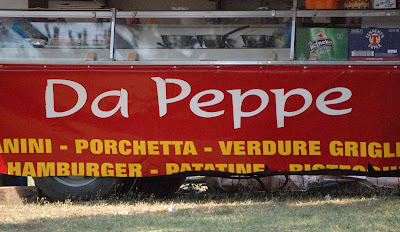 Da Peppe
ANINI - PORCHETTA - VERDURE GRIGL
HAMBURGER - PATATINE -